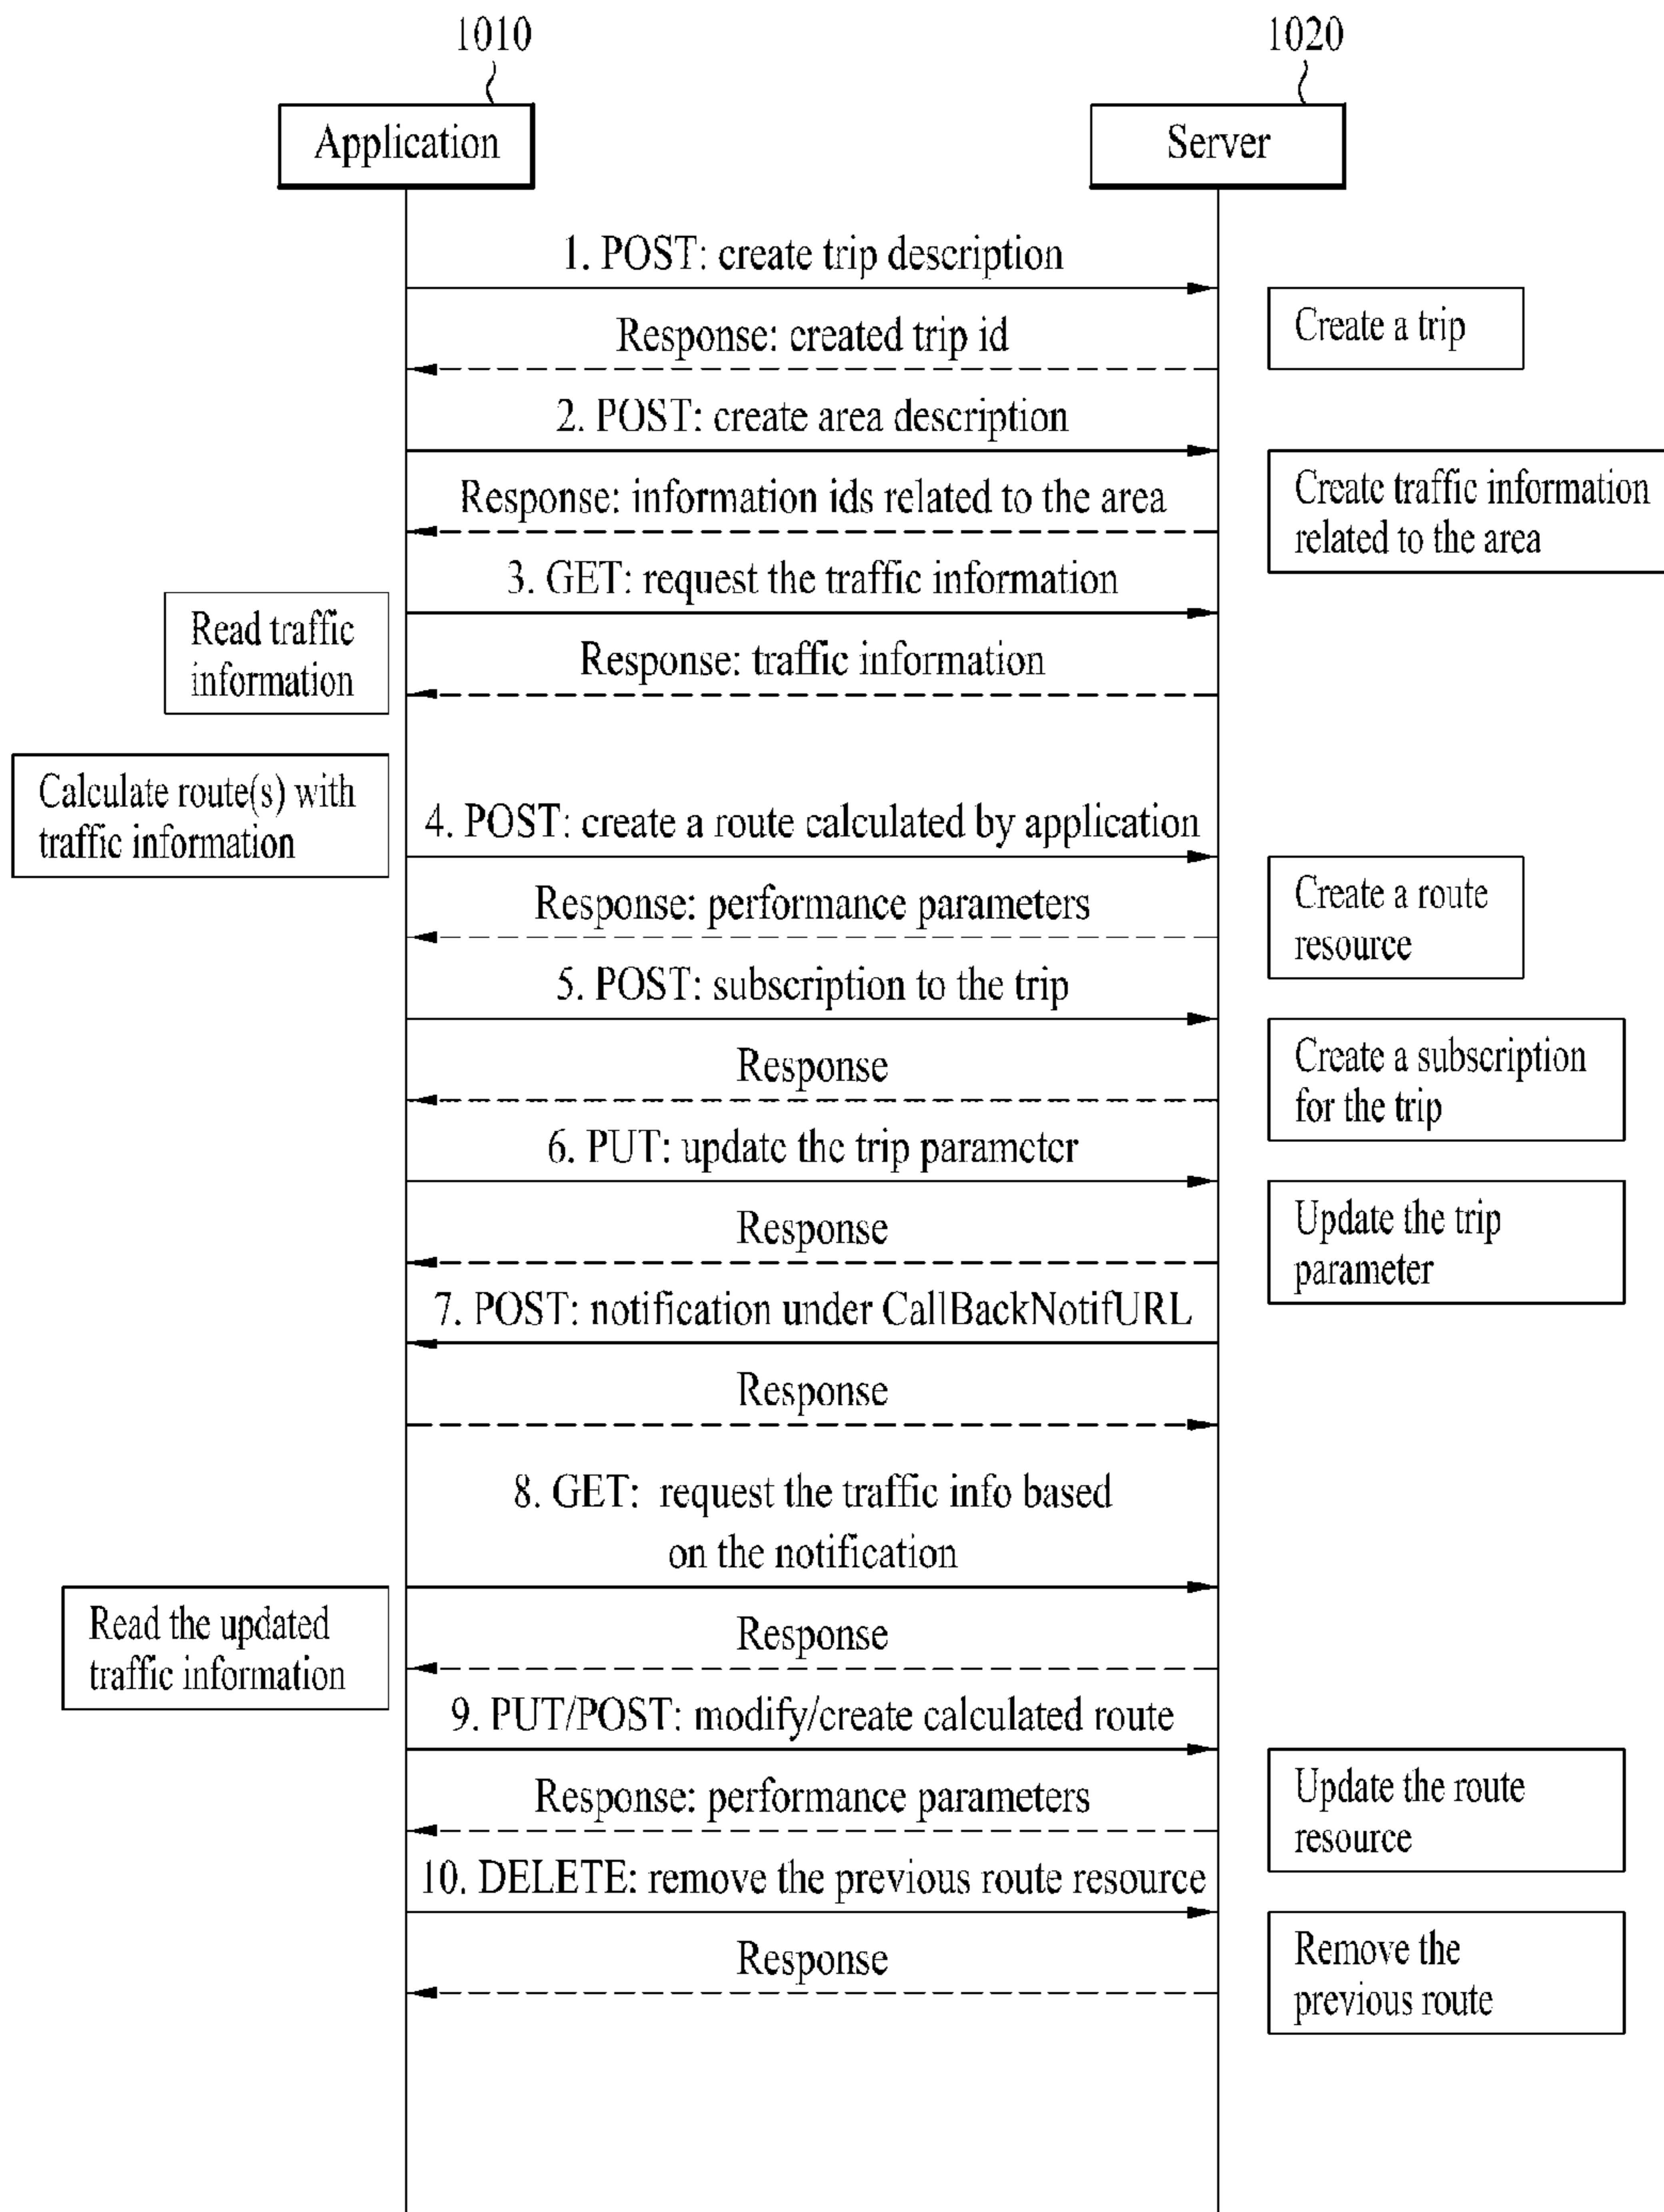 1010
1020
Application
Server
1. POST: create trip description
Create a trip
Response: created trip id
2. POST: create area description
Create traffic information
related to the area
Response: information ids related to the area
3. GET: request the traffic information
Read traffic
information
Response: traffic information
Calculate route(s) with
traffic information
4. POST: create a route calculated by application
Create a route
resource
Response: performance parameters
5. POST: subscription to the trip
Create a subscription
for the trip
Response
6. PUT: update the trip parameter
Update the trip
parameter
Response
7. POST: notification under CallBackNotifURL
Response
8. GET: request the traffic info based
on the notification
Read the updated
traffic information
Response
9. PUT/POST: modify/create calculated route
Update the route
resource
Response: performance parameters
10. DELETE: remove the previous route resource
Remove the
previous route
Response